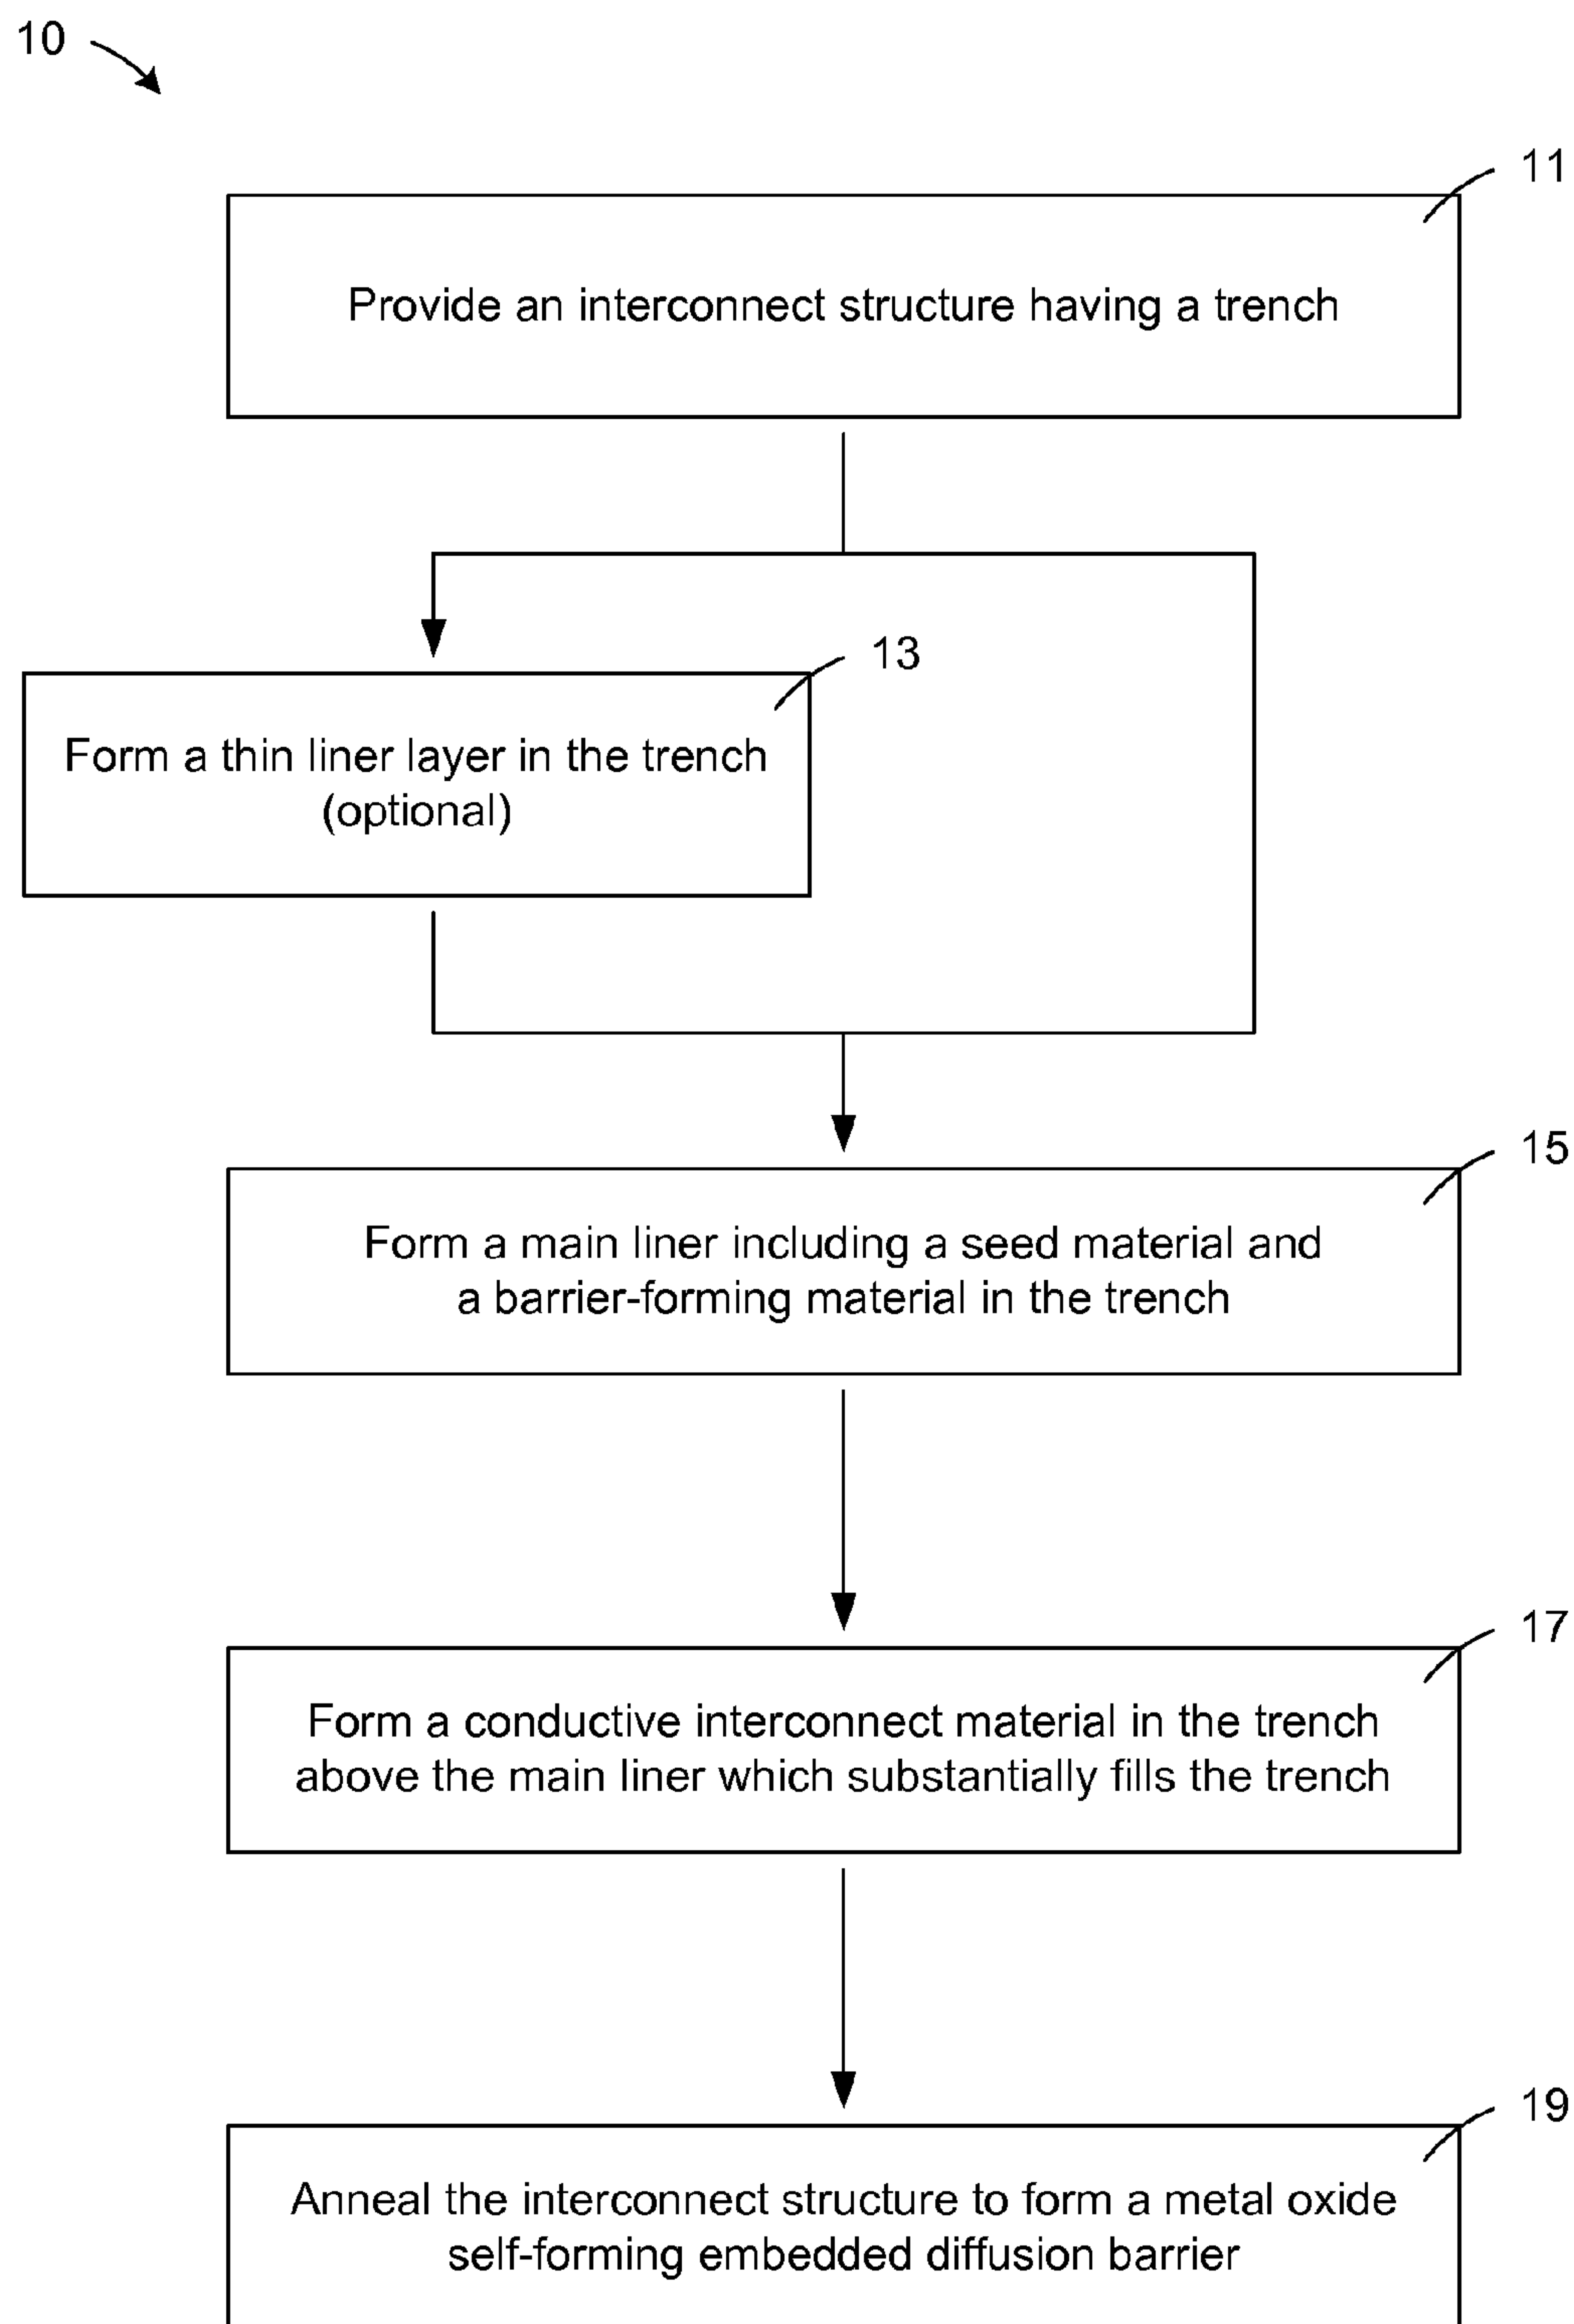 10
11
Provide an interconnect structure having a trench
13
Form a thin liner layer in the trench
(optional)
15
Form a main liner including a seed material and
a barrier-forming material in the trench
17
Form a conductive interconnect material in the trench
above the main liner which substantially fills the trench
19
Anneal the interconnect structure to form a metal oxide
self-forming embedded diffusion barrier